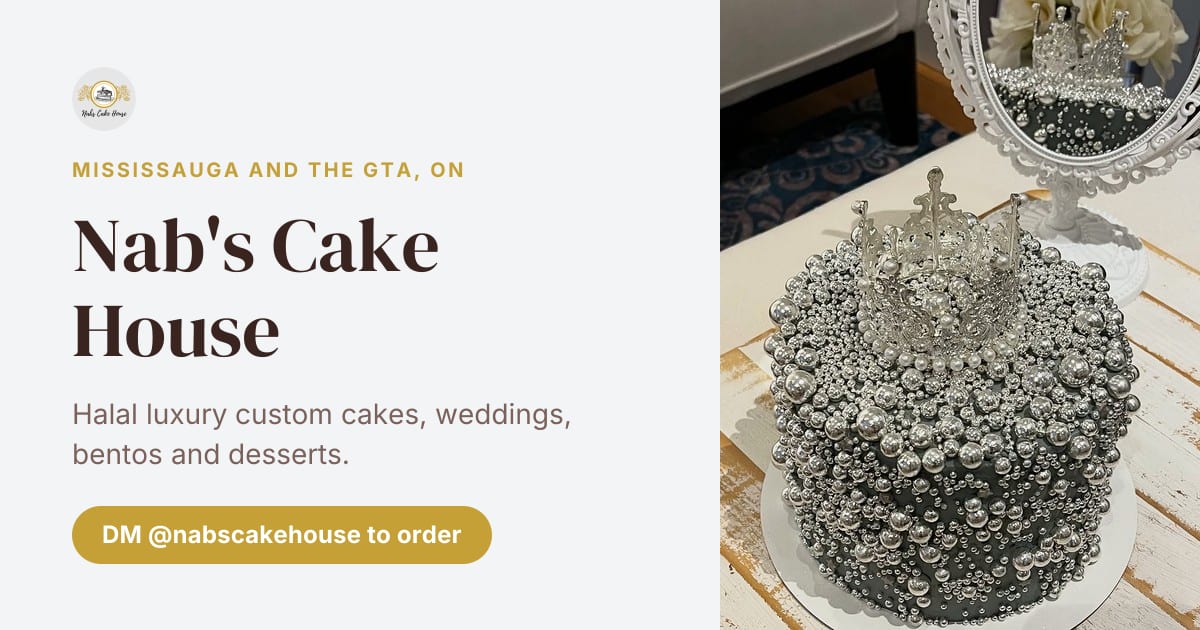 Nabs Cake House
MISSISSAUGA AND THE GTA, ON
Nab's Cake
House
Halal luxury custom cakes, weddings,
bentos and desserts.
DM @nabscakehouse to order